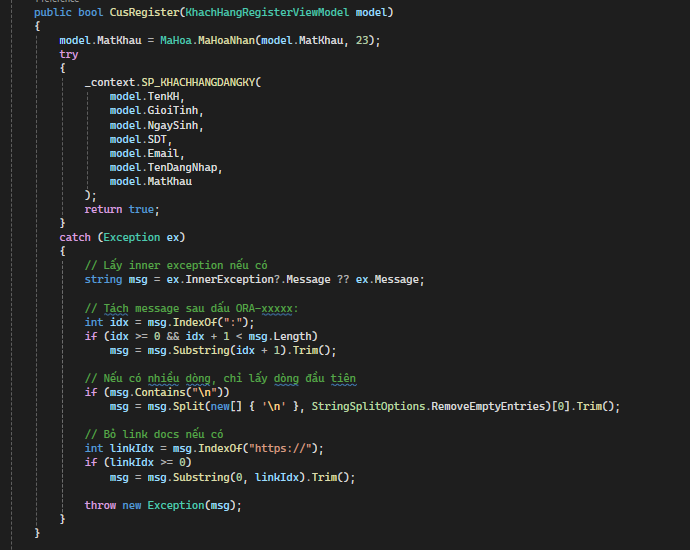 public bool CusRegister(KhachHangRegisterViewModel model)
{
model.MatKhau = MaHoa.MaHoaNhan(model.MatKhau, 23);
try
{
_context.SP_KHACHHANGDANGKY(
model.TenKH,
model.GioiTinh,
model.NgaySinh,
model.SDT,
model.Email,
model.TenDangNhap,
model.MatKhau
);
return true;
}
catch (Exception ex)
{
// Lấy inner exception nếu có
string msg = ex.InnerException?.Message ?? ex.Message;
// Tách message sau dấu ORA-xxxxx:
int idx = msg.IndexOf(":");
if (idx >= 0 && idx + 1 < msg.Length)
msg = msg.Substring(idx + 1).Trim();
// Nếu có nhiều dòng, chỉ lấy dòng đầu tiên
if (msg.Contains("\n"))
msg = msg.Split(new[] { '\n' }, StringSplitOptions.RemoveEmptyEntries)[0].Trim();
// Bỏ link docs nếu có
int linkIdx = msg.IndexOf("https://");
if (linkIdx >= 0)
msg = msg.Substring(0, linkIdx).Trim();
throw new Exception(msg);
}
}